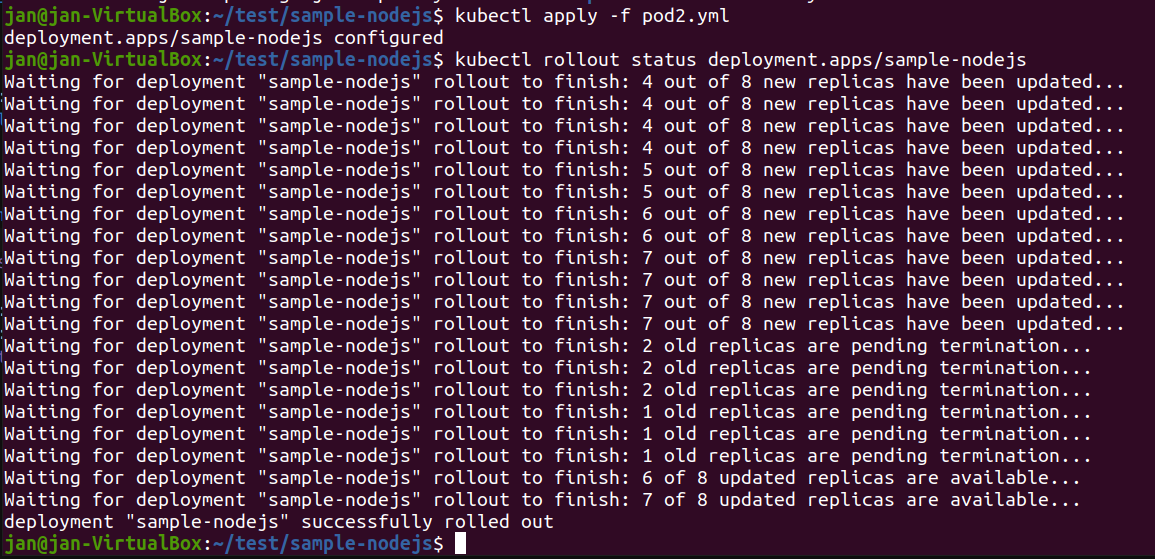 jan@jan-VirtualBox:~/test/sample-nodejs$ kubectl apply -f pod2.yml
deployment.apps/sample-nodejs configured
jan@jan-VirtualBox:~/test/sample-nodejs$ kubectl rollout status deployment.apps/sample-nodejs
Waiting for deployment "sample-nodejs" rollout to finish: 4 out of 8 new replicas have been updated...
Waiting for deployment "sample-nodejs" rollout to finish: 4 out of 8 new replicas have been updated...
Waiting for deployment "sample-nodejs" rollout to finish: 4 out of 8 new replicas have been updated...
Waiting for deployment "sample-nodejs" rollout to finish: 4 out of 8 new replicas have been updated...
Waiting for deployment "sample-nodejs" rollout to finish: 5 out of 8 new replicas have been updated...
Waiting for deployment "sample-nodejs" rollout to finish: 5 out of 8 new replicas have been updated...
Waiting for deployment "sample-nodejs" rollout to finish: 6 out of 8 new replicas have been updated...
Waiting for deployment "sample-nodejs" rollout to finish: 6 out of 8 new replicas have been updated...
Waiting for deployment "sample-nodejs" rollout to finish: 7 out of 8 new replicas have been updated...
Waiting for deployment "sample-nodejs" rollout to finish: 7 out of 8 new replicas have been updated...
Waiting for deployment "sample-nodejs" rollout to finish: 7 out of 8 new replicas have been updated...
Waiting for deployment "sample-nodejs" rollout to finish: 7 out of 8 new replicas have been updated...
Waiting for deployment "sample-nodejs" rollout to finish: 2 old replicas are pending termination...
Waiting for deployment "sample-nodejs" rollout to finish: 2 old replicas are pending termination...
Waiting for deployment "sample-nodejs" rollout to finish: 2 old replicas are pending termination...
Waiting for deployment "sample-nodejs" rollout to finish: 1 old replicas are pending termination...
Waiting for deployment "sample-nodejs" rollout to finish: 1 old replicas are pending termination...
Waiting for deployment "sample-nodejs" rollout to finish: 1 old replicas are pending termination...
Waiting for deployment "sample-nodejs" rollout to finish: 6 of 8 updated replicas are available...
Waiting for deployment "sample-nodejs" rollout to finish: 7 of 8 updated replicas are available...
deployment "sample-nodejs" successfully rolled out
jan@jan-VirtualBox:~/test/sample-nodejs$